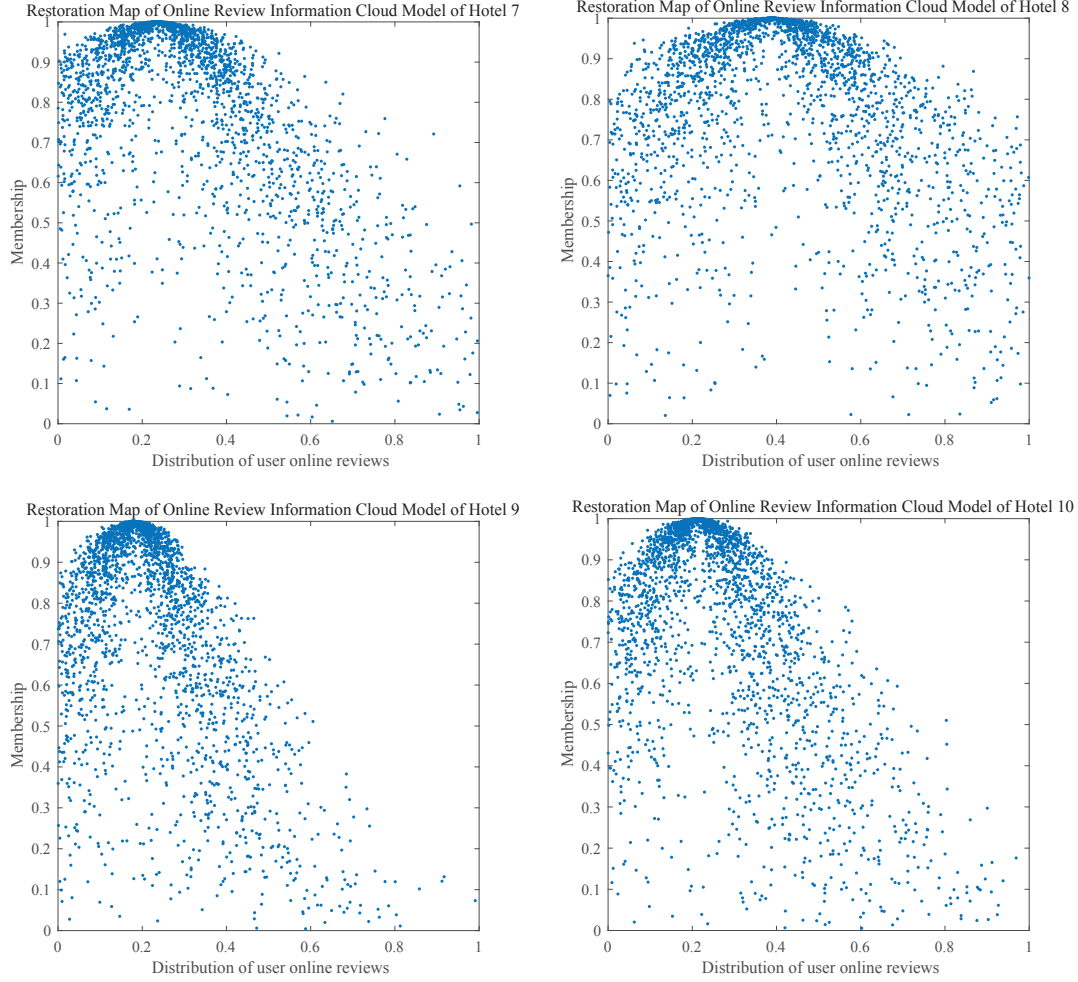 Restoration Map of Online Review Information Cloud Model of Hotel 7
1
0.9
0.8
0.7
0.6
0.5
0.4
0.3
0.2
0.1
0
Membership
0 0.2 0.4 0.6 0.8 1
Distribution of user online reviews
Restoration Map of Online Review Information Cloud Model of Hotel 8
1
0.9
0.8
0.7
0.6
0.5
0.4
0.3
0.2
0.1
0
Membership
0 0.2 0.4 0.6 0.8 1
Distribution of user online reviews
Restoration Map of Online Review Information Cloud Model of Hotel 9
1
0.9
0.8
0.7
0.6
0.5
0.4
0.3
0.2
0.1
0
Membership
0 0.2 0.4 0.6 0.8 1
Distribution of user online reviews
Restoration Map of Online Review Information Cloud Model of Hotel 10
1
0.9
0.8
0.7
0.6
0.5
0.4
0.3
0.2
0.1
0
Membership
0 0.2 0.4 0.6 0.8 1
Distribution of user online reviews